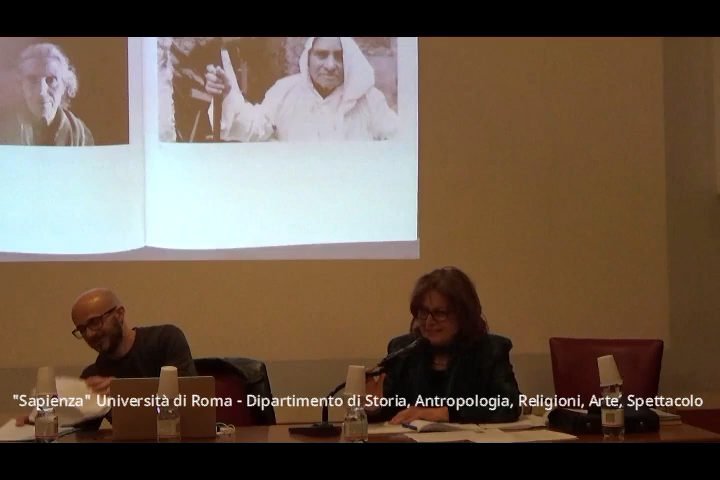 "Sapienza" Università di Roma - Dipartimento di Storia, Antropologia, Religioni, Arte, Spettacolo